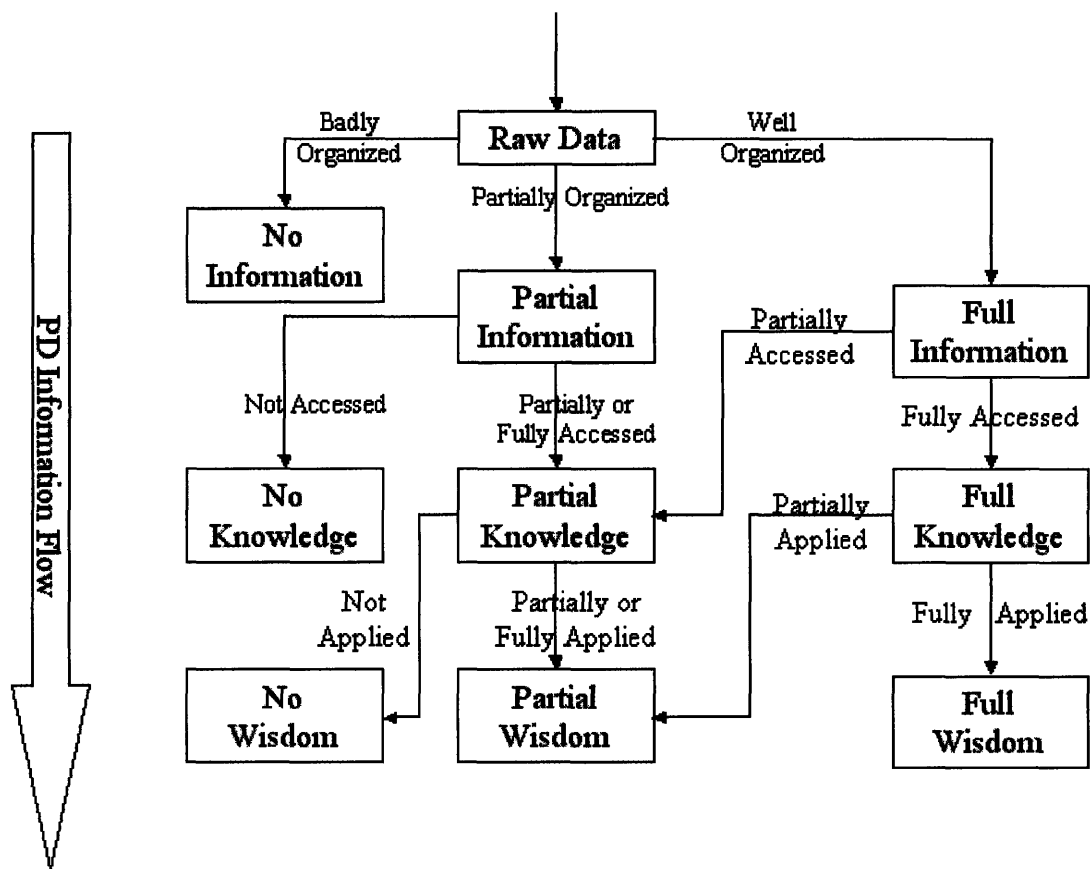 Badly
Organized
Raw Data
Well
Organized
Partially Organized
No
Information
Partial
Information
Partially
Accessed
Full
Information
Not Accessed
Partially or
Fully Accessed
Fully Accessed
No
Knowledge
Partial
Knowledge
Partially
Applied
Full
Knowledge
Not
Applied
Partially or
Fully Applied
Fully Applied
No
Wisdom
Partial
Wisdom
Full
Wisdom
PD Information Flow